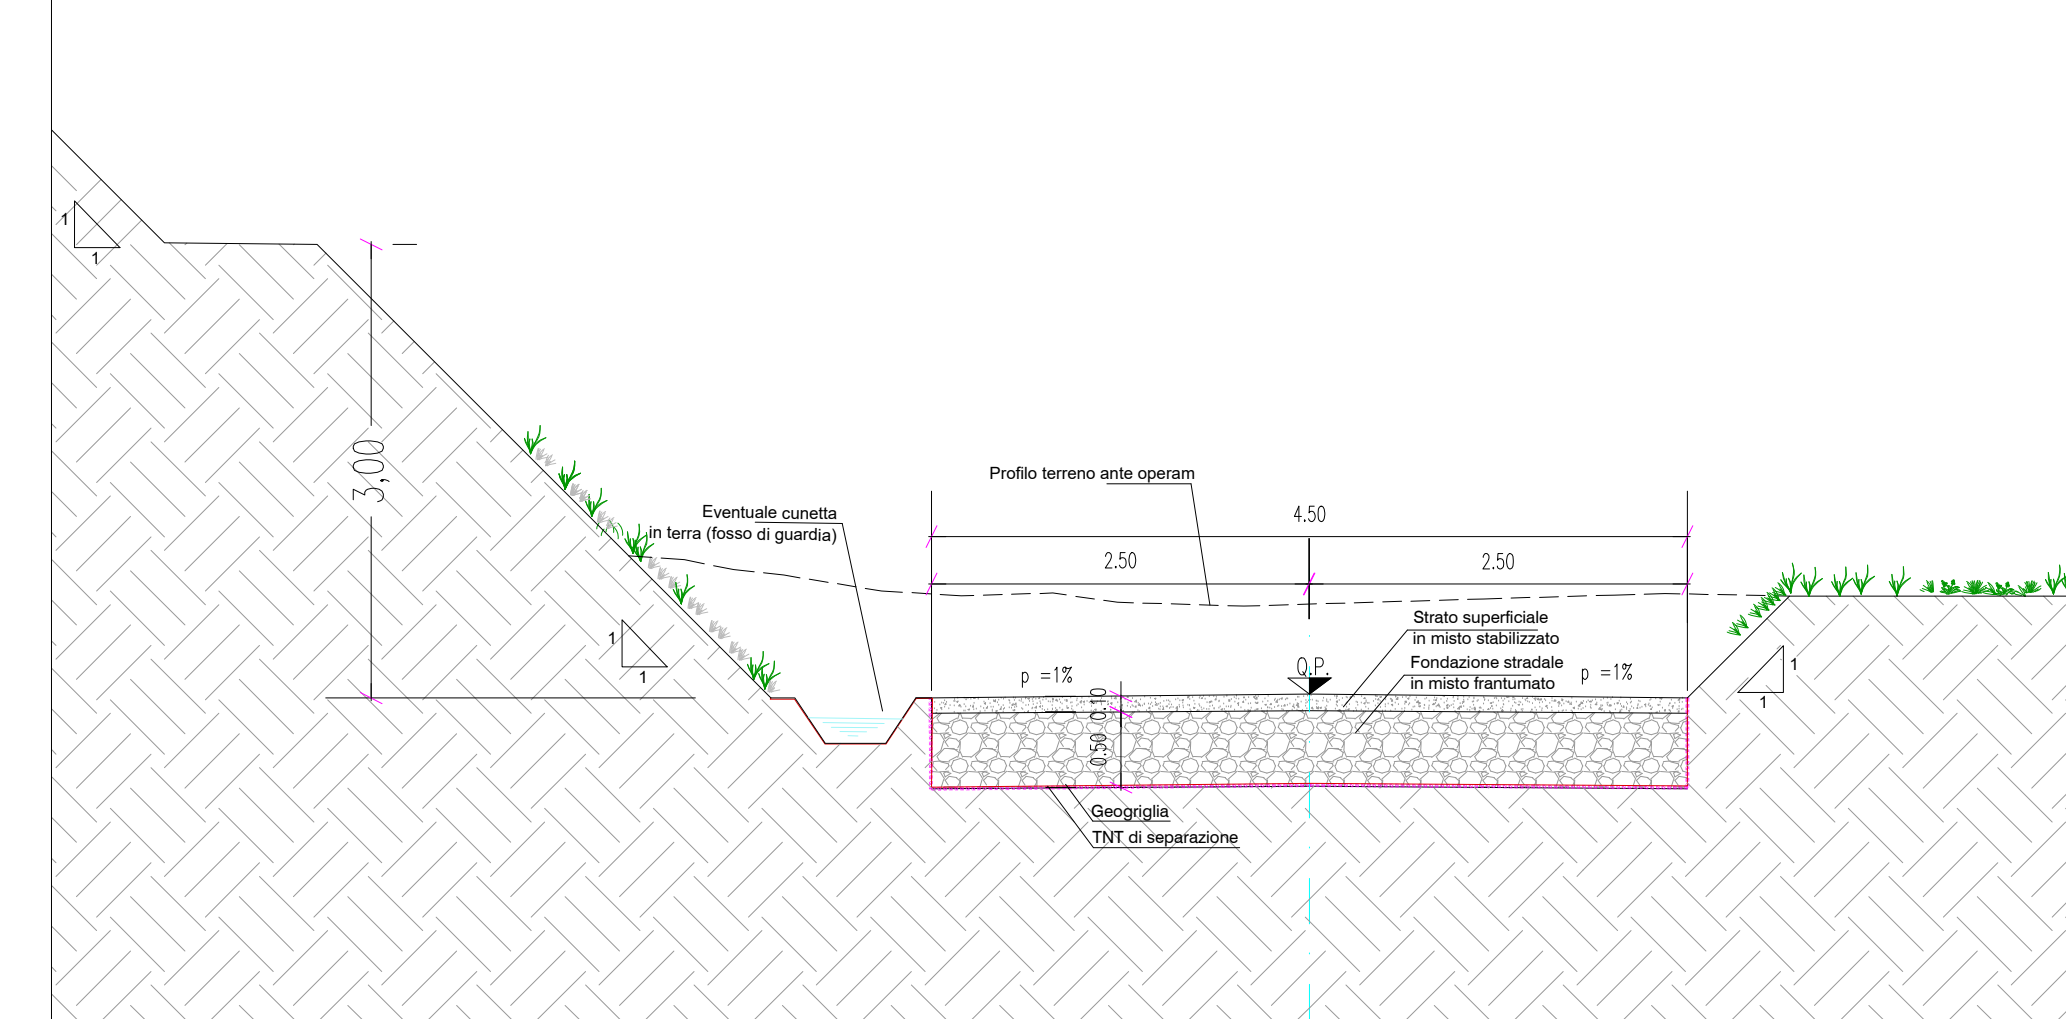 1
1
3,00
Profilo terreno ante operam
Eventuale cunetta
in terra (fosso di guardia)
4.50
2.50
2.50
1
1
Strato superficiale
in misto stabilizzato
Fondazione stradale
in misto frantumato
p =1%
Q.P.
p =1%
1
1
0.10
0.50
Geogriglia
TNT di separazione